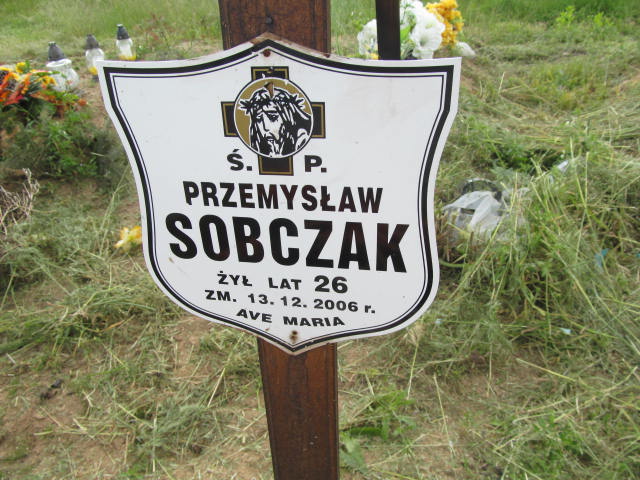 Ś. P.
PRZEMYSŁAW
SOBCZAK
ŻYŁ LAT 26
ZM. 13.12.2006 r.
AVE MARIA